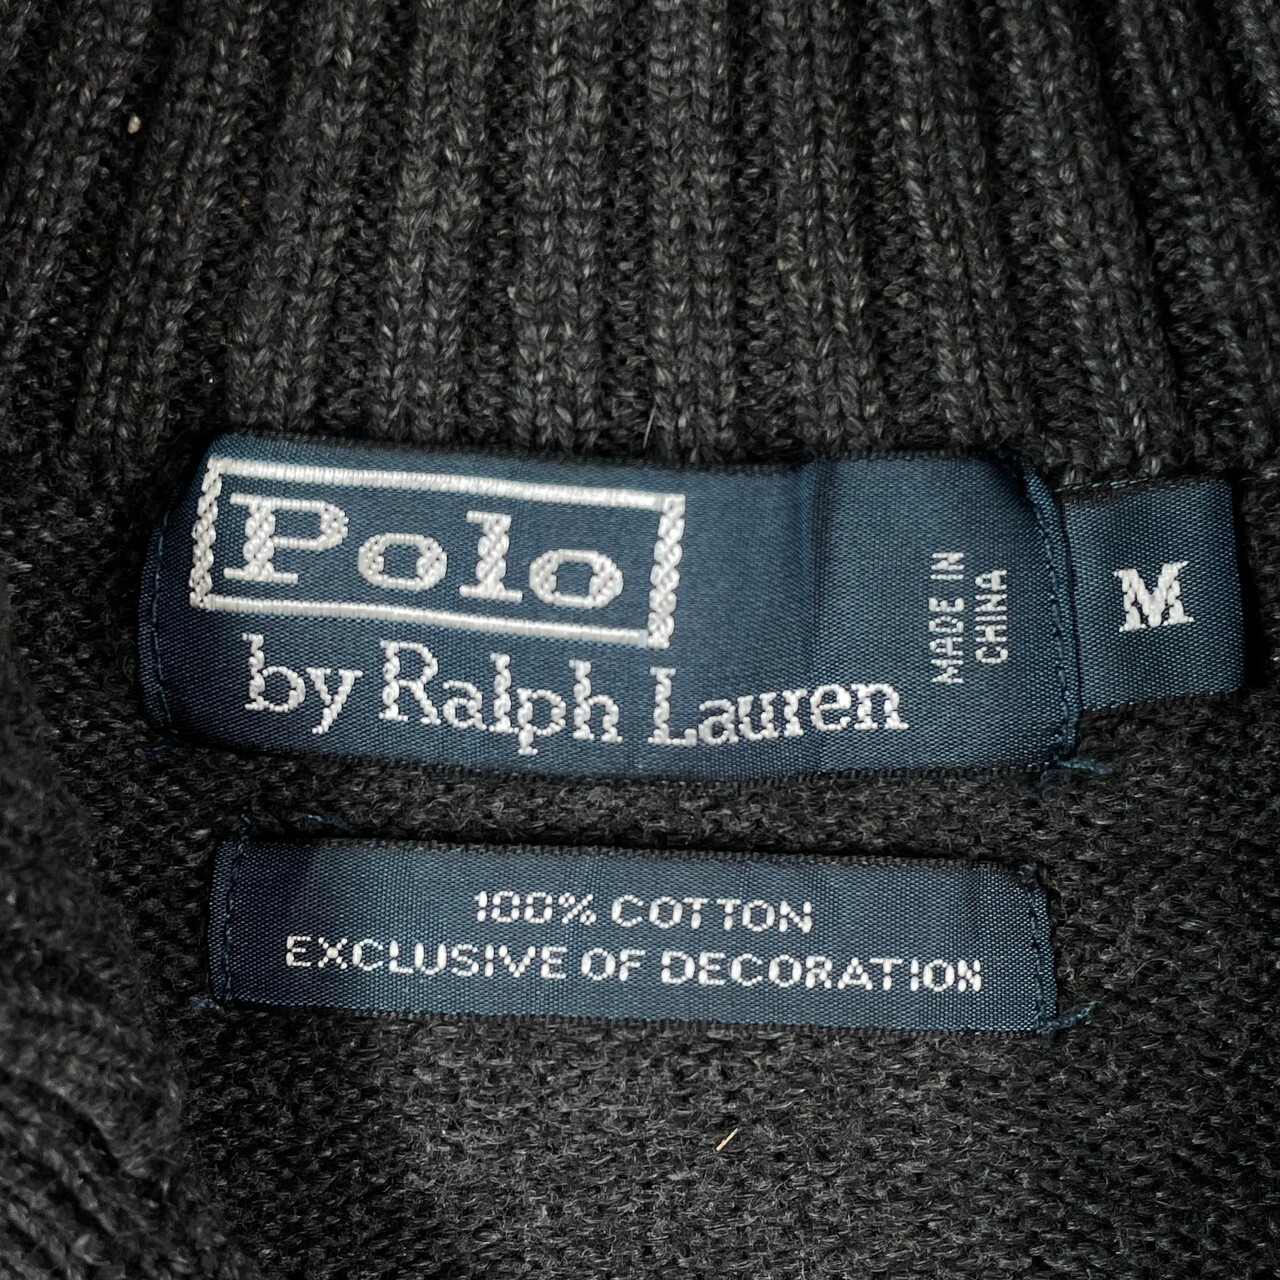 Polo
by Ralph Lauren
MADE IN
CHINA
M
100% COTTON
EXCLUSIVE OF DECORATION